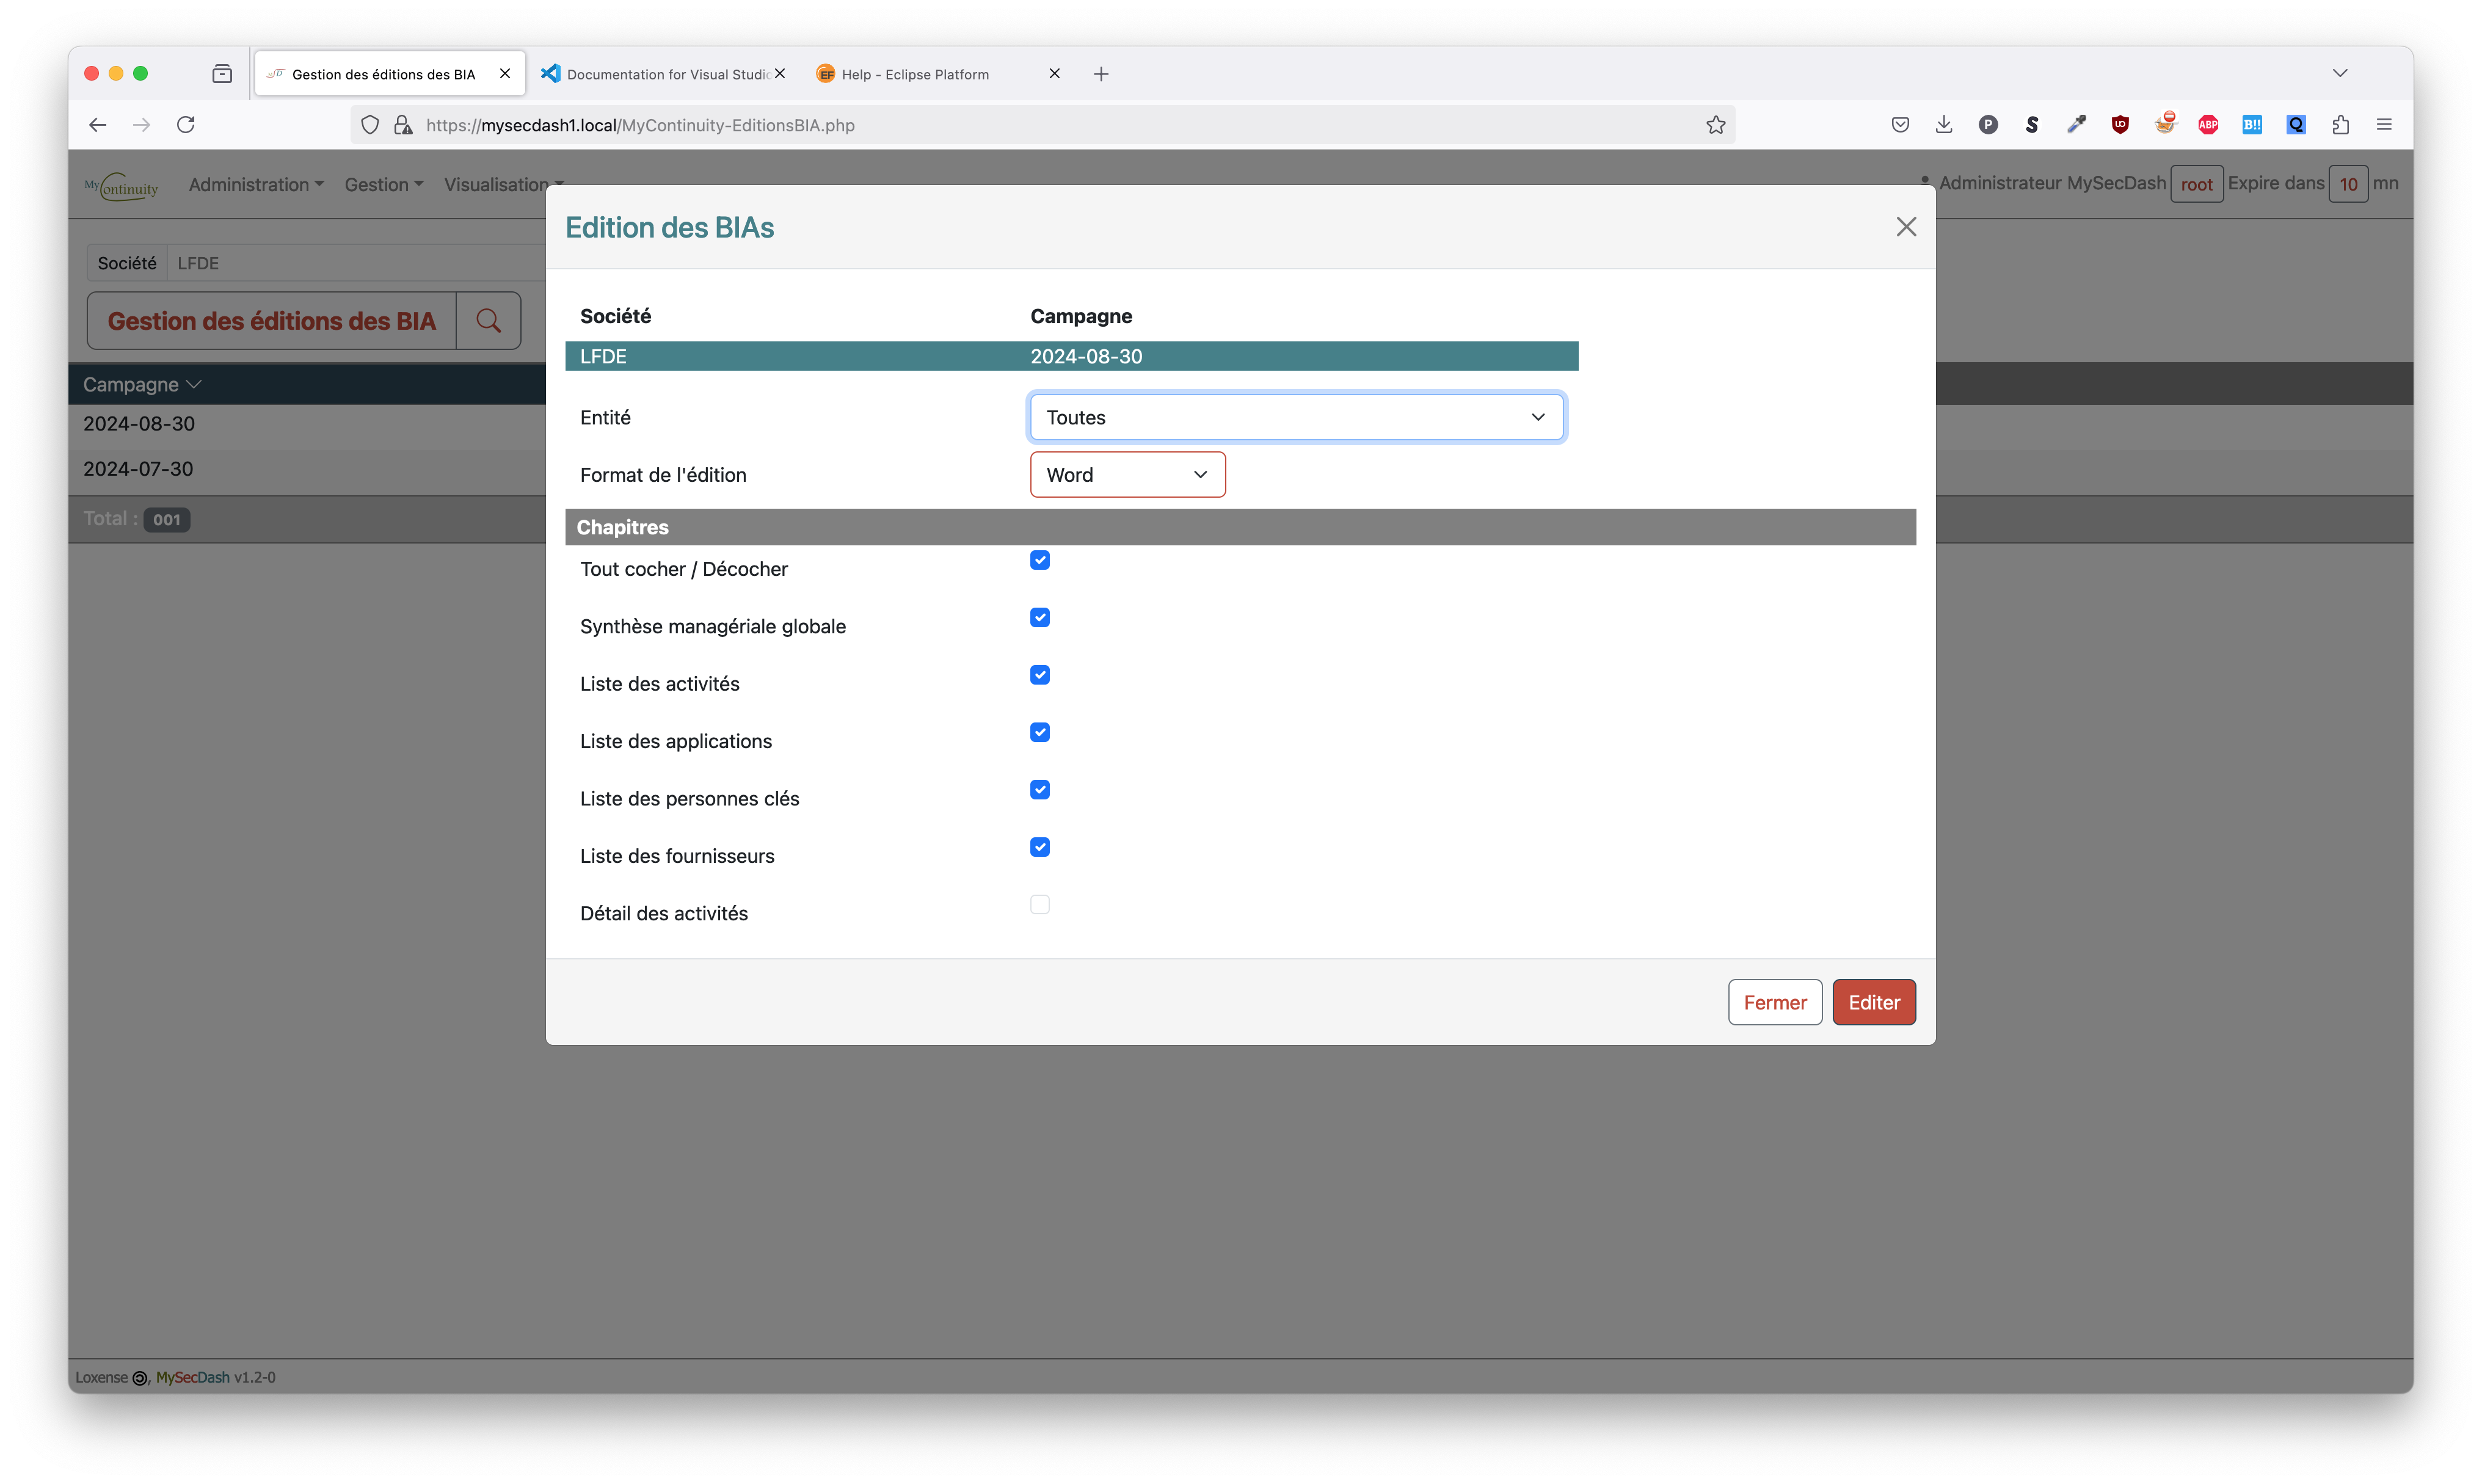 Gestion des éditions des BIA
Documentation for Visual Studio
Help - Eclipse Platform
https://mysecdash1.local/MyContinuity-EditionsBIA.php
MyContinuity Administration Gestion Visualisation
Administrateur MySecDash root Expire dans 10 mn
Société LFDE
Gestion des éditions des BIA
Campagne
2024-08-30
2024-07-30
Total : 001
Edition des BIAs
Société Campagne
LFDE 2024-08-30
Entité Toutes
Format de l'édition Word
Chapitres
Tout cocher / Décocher
Synthèse managériale globale
Liste des activités
Liste des applications
Liste des personnes clés
Liste des fournisseurs
Détail des activités
Fermer Editer
Loxense, MySecDash v1.2-0